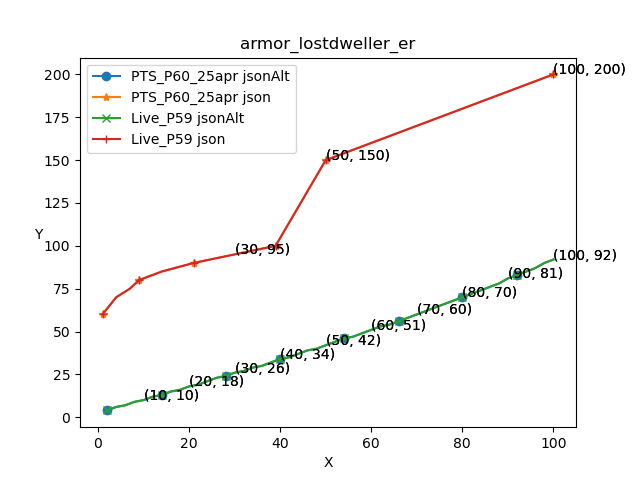 armor_lostdweller_er
PTS_P60_25apr jsonAlt
PTS_P60_25apr json
Live_P59 jsonAlt
Live_P59 json
Y
200
175
150
125
100
75
50
25
0
(100, 200)
(50, 150)
(30, 95)
(100, 92)
(90, 81)
(80, 70)
(70, 60)
(60, 51)
(50, 42)
(40, 34)
(30, 26)
(20, 18)
(10, 10)
0 20 40 60 80 100
X